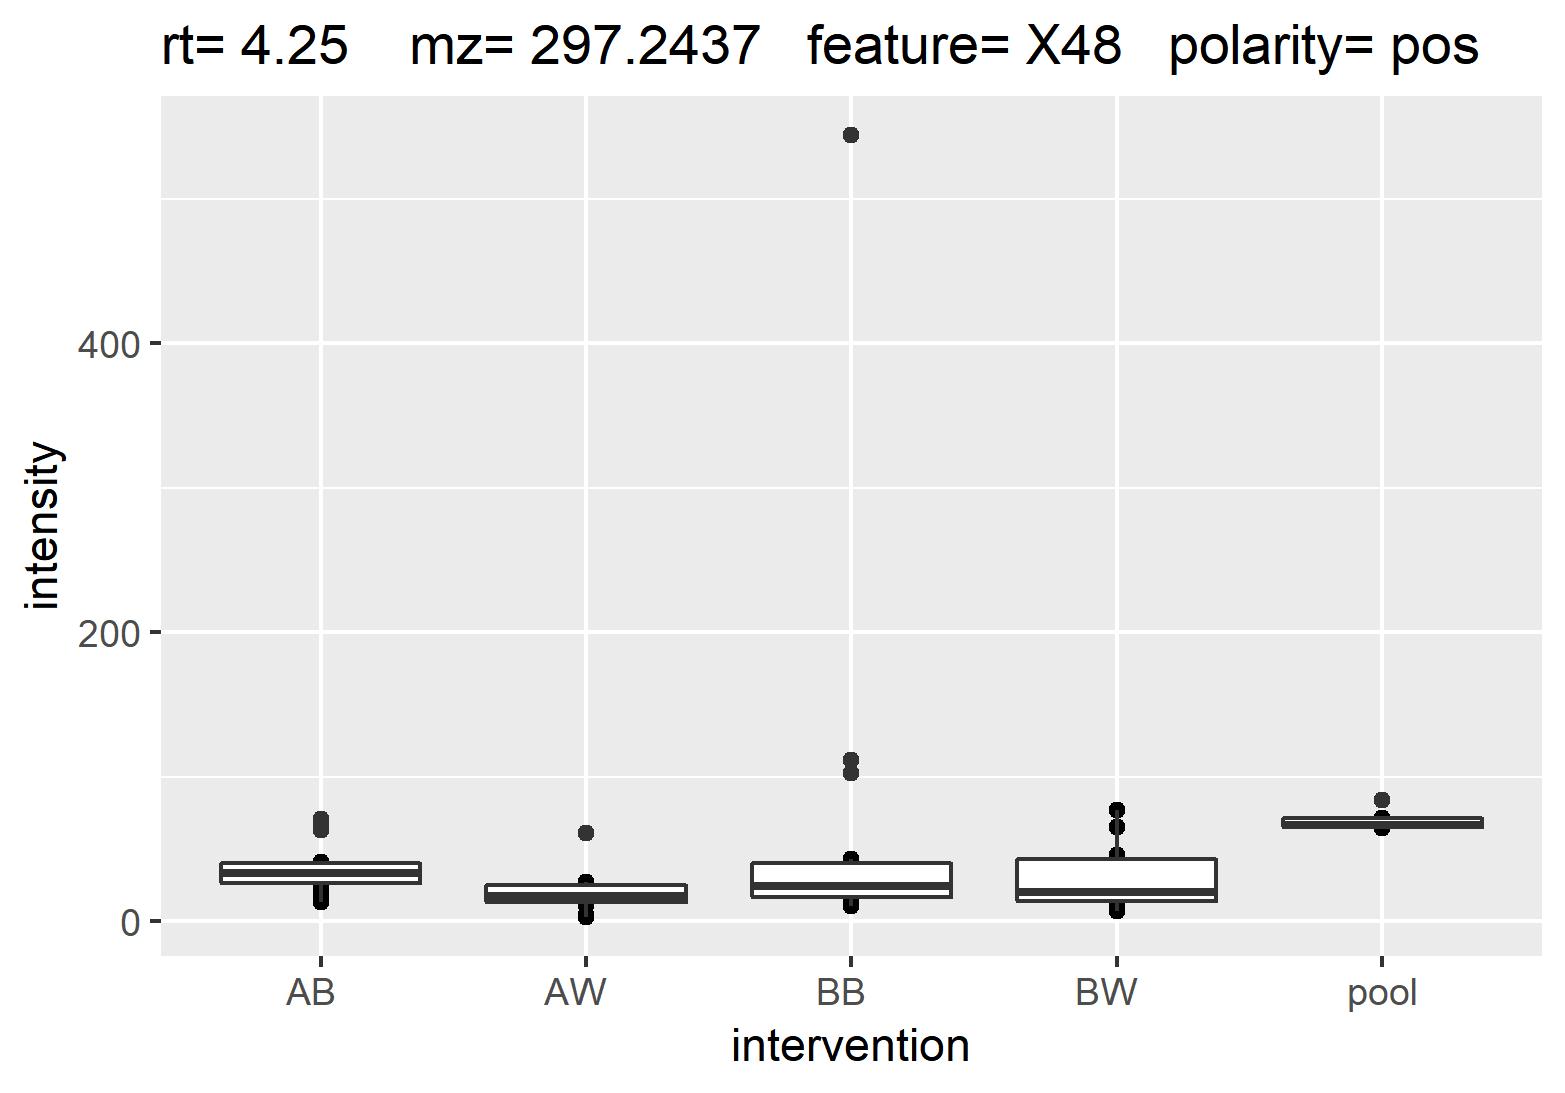 rt= 4.25 mz= 297.2437 feature= X48 polarity= pos
intensity
400
200
0
AB AW BB BW pool
intervention